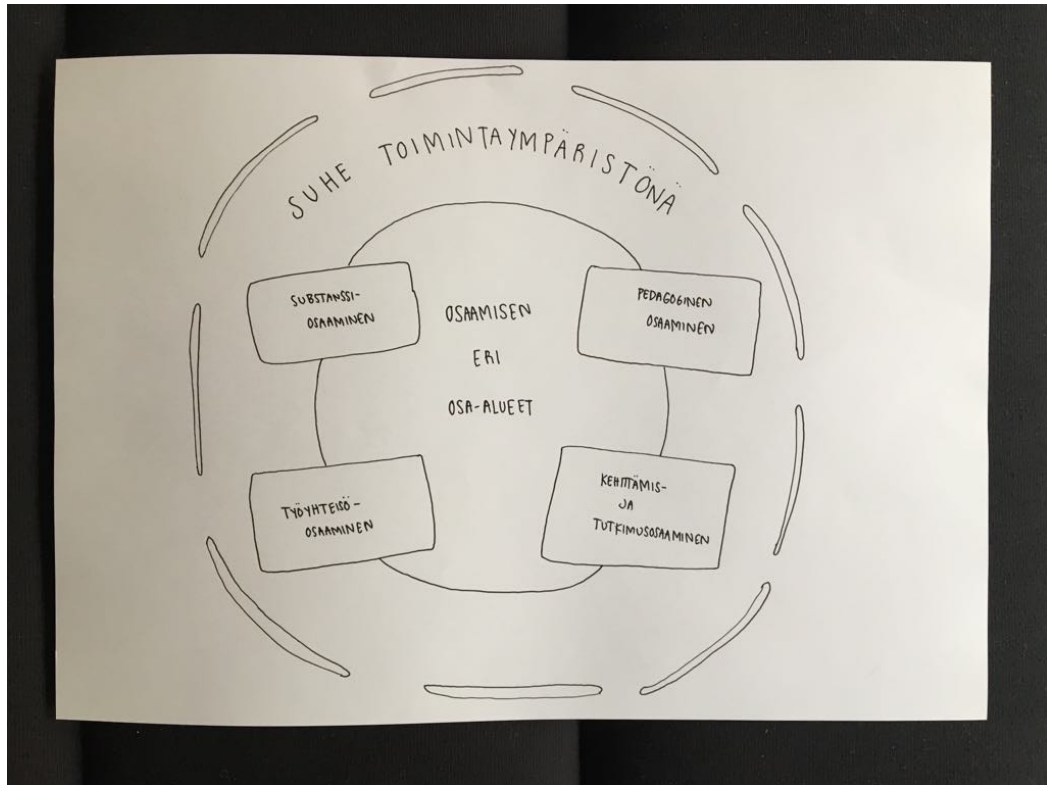 SUHE TOIMINTAYMPÄRISTÖNÄ
SUBSTANSSI-
OSAAMINEN
OSAAMISEN
ERI
OSA-ALUEET
PEDAGOGINEN
OSAAMINEN
TYÖYHTEISÖ-
OSAAMINEN
KEHITTÄMIS-
JA
TUTKIMUSOSAAMINEN